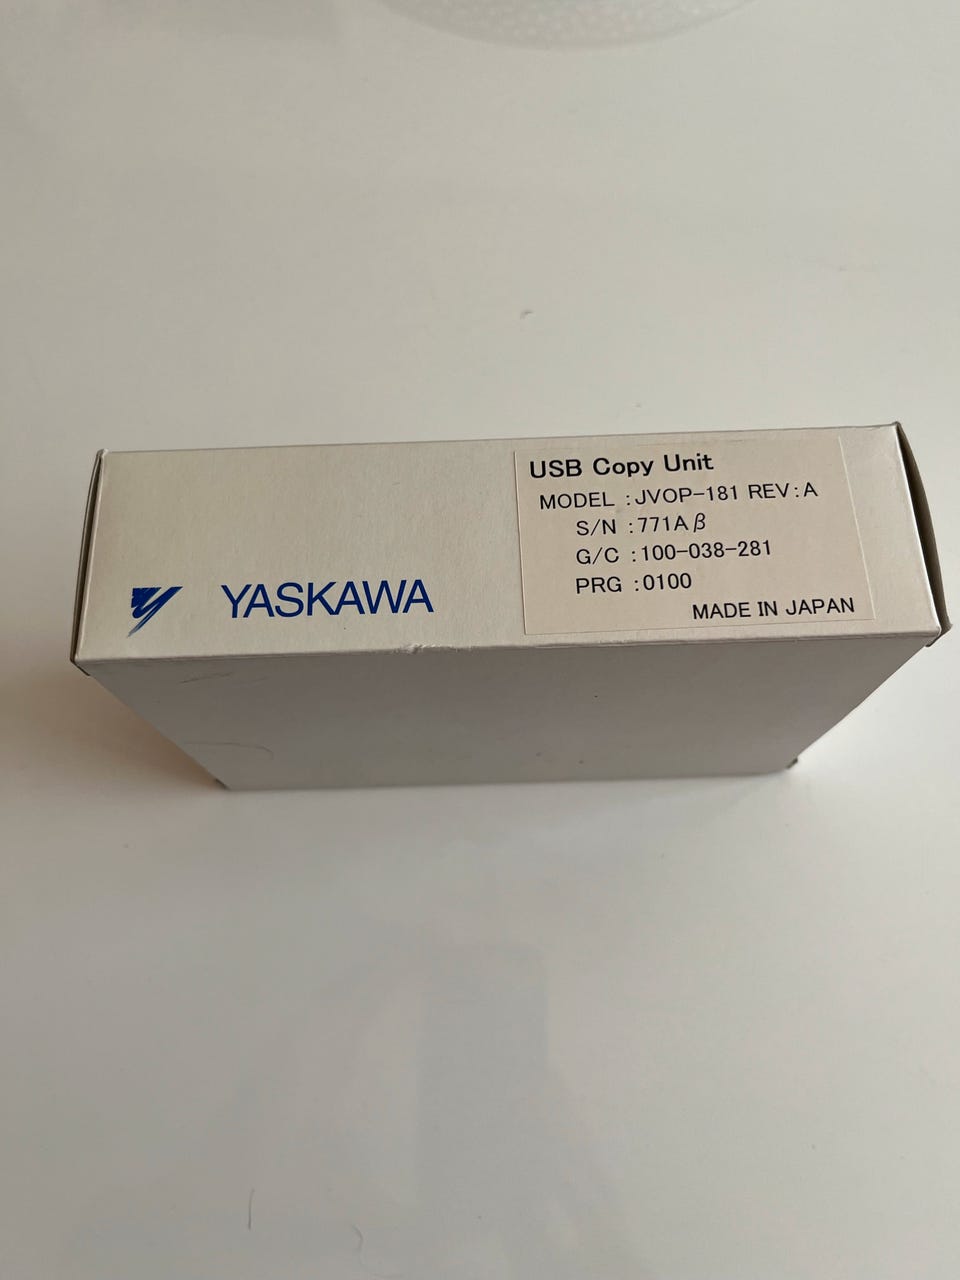 YASKAWA
USB Copy Unit
MODEL :JVOP-181 REV:A
S/N :771Aβ
G/C :100-038-281
PRG :0100
MADE IN JAPAN